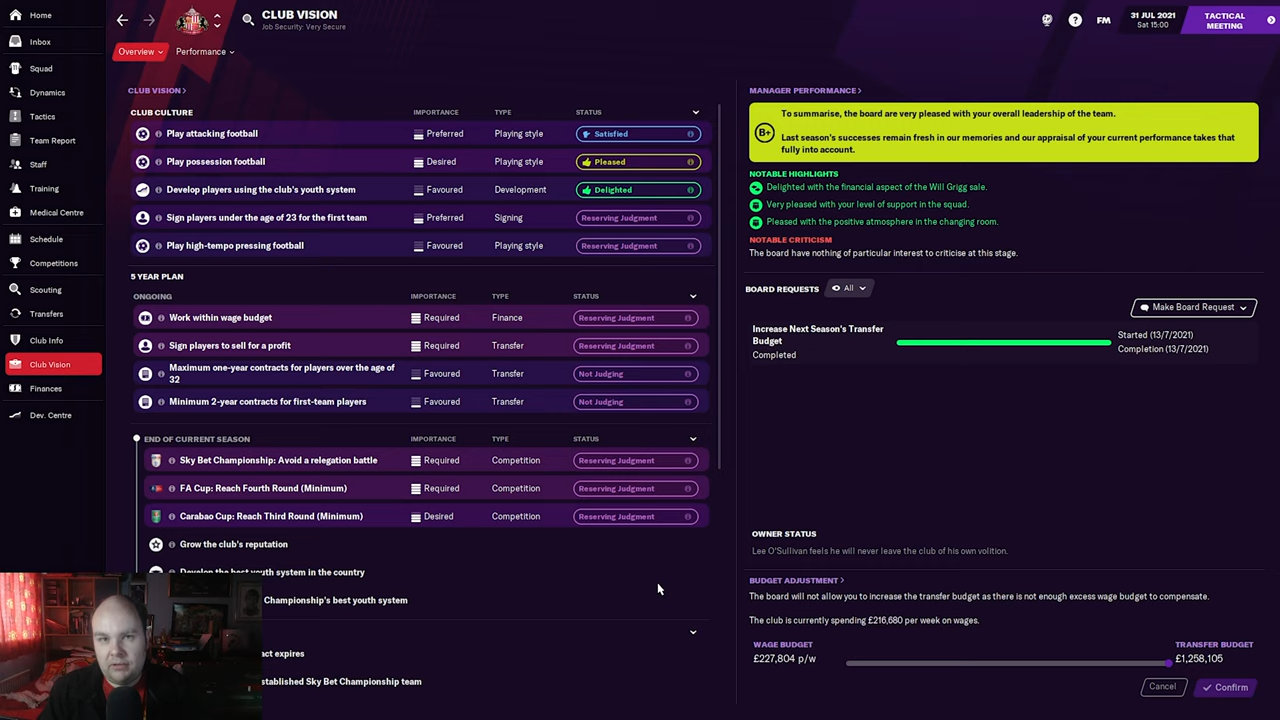 Home
Inbox
Squad
Dynamics
Tactics
Team Report
Staff
Training
Medical Centre
Schedule
Competitions
Scouting
Transfers
Club Info
Club Vision
Finances
Dev. Centre
CLUB VISION
Job Security: Very Secure
FM
31 JUL 2021
Sat 15:00
TACTICAL
MEETING
Overview
Performance
CLUB VISION
CLUB CULTURE IMPORTANCE TYPE STATUS
Play attacking football Preferred Playing style Satisfied
Play possession football Desired Playing style Pleased
Develop players using the club's youth system Favoured Development Delighted
Sign players under the age of 23 for the first team Preferred Signing Reserving Judgment
Play high-tempo pressing football Favoured Playing style Reserving Judgment
5 YEAR PLAN
ONGOING IMPORTANCE TYPE STATUS
Work within wage budget Required Finance Reserving Judgment
Sign players to sell for a profit Required Transfer Reserving Judgment
Maximum one-year contracts for players over the age of
32 Favoured Transfer Not Judging
Minimum 2-year contracts for first-team players Favoured Transfer Not Judging
END OF CURRENT SEASON IMPORTANCE TYPE STATUS
Sky Bet Championship: Avoid a relegation battle Required Competition Reserving Judgment
FA Cup: Reach Fourth Round (Minimum) Required Competition Reserving Judgment
Carabao Cup: Reach Third Round (Minimum) Desired Competition Reserving Judgment
Grow the club's reputation
Develop the best youth system in the country
Championship's best youth system
act expires
stablished Sky Bet Championship team
MANAGER PERFORMANCE
B+
To summarise, the board are very pleased with your overall leadership of the team.
Last season's successes remain fresh in our memories and our appraisal of your current performance takes that
fully into account.
NOTABLE HIGHLIGHTS
Delighted with the financial aspect of the Will Grigg sale.
Very pleased with your level of support in the squad.
Pleased with the positive atmosphere in the changing room.
NOTABLE CRITICISM
The board have nothing of particular interest to criticise at this stage.
BOARD REQUESTS All
Make Board Request
Increase Next Season's Transfer
Budget
Completed
Started (13/7/2021)
Completion (13/7/2021)
OWNER STATUS
Lee O'Sullivan feels he will never leave the club of his own volition.
BUDGET ADJUSTMENT
The board will not allow you to increase the transfer budget as there is not enough excess wage budget to compensate.
The club is currently spending £216,680 per week on wages.
WAGE BUDGET TRANSFER BUDGET
£227,804 p/w £1,258,105
Cancel Confirm